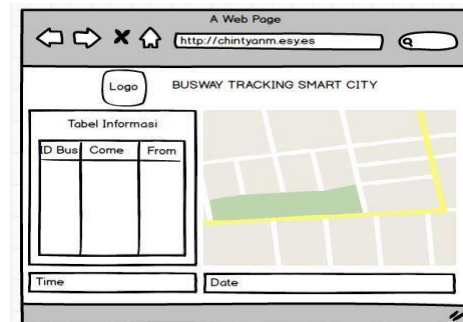 A Web Page
http://chintyanm.esy.es
Logo
BUSWAY TRACKING SMART CITY
Tabel Informasi
ID Bus Come From
Time
Date